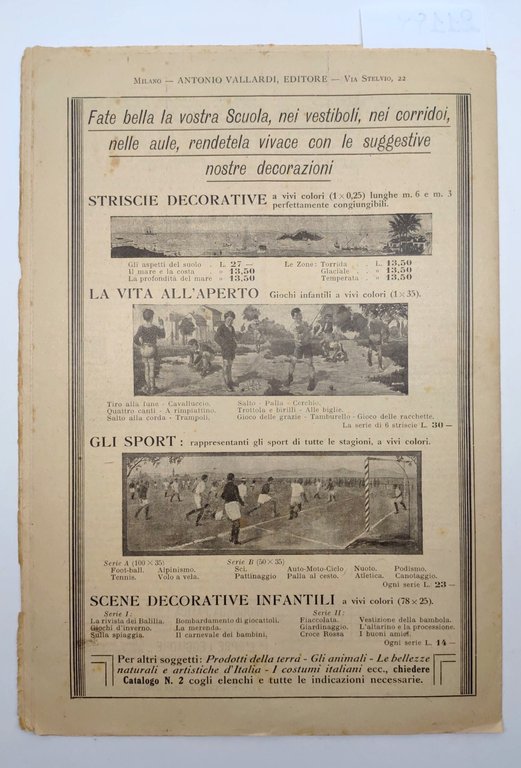 MILANO — ANTONIO VALLARDI, EDITORE — VIA STELVIO, 22
Fate bella la vostra Scuola, nei vestiboli, nei corridoi,
nelle aule, rendetela vivace con le suggestive
nostre decorazioni
STRISCIE DECORATIVE a vivi colori (1 × 0,25) lunghe m. 6 e m. 3
perfettamente congiungibili.
Gli aspetti del suolo . L. 27 — Le Zone: Torrida . L. 13,50
Il mare e la costa . » 13,50 Glaciale . » 13,50
La profondità del mare » 13,50 Temperata . » 13,50
LA VITA ALL'APERTO Giochi infantili a vivi colori (1×35).
Tiro alla fune - Cavalluccio. Salto - Palla - Cerchio.
Quattro canti - A rimpiattino. Trottola e birilli - Alle biglie.
Salto alla corda - Trampoli. Gioco delle grazie - Tamburello - Gioco delle racchette.
La serie di 6 striscie L. 30 —
GLI SPORT : rappresentanti gli sport di tutte le stagioni, a vivi colori.
Serie A (100 × 35) Serie B (50 × 35)
Foot-ball. Alpinismo. Sci. Auto-Moto-Ciclo Nuoto. Podismo.
Tennis. Volo a vela. Pattinaggio Palla al cesto. Atletica. Canotaggio.
Ogni serie L. 23 —
SCENE DECORATIVE INFANTILI a vivi colori (78 × 25).
Serie I: Serie II:
La rivista dei Balilla. Bombardamento di giocattoli. Fiaccolata. Vestizione della bambola.
Giochi d'inverno. La merenda. Giardinaggio. L'altarino e la processione.
Sulla spiaggia. Il carnevale dei bambini. Croce Rossa I buoni amici.
Ogni serie L. 14 —
Per altri soggetti: Prodotti della terra - Gli animali - Le bellezze
naturali e artistiche d'Italia - I costumi italiani ecc., chiedere
Catalogo N. 2 cogli elenchi e tutte le indicazioni necessarie.